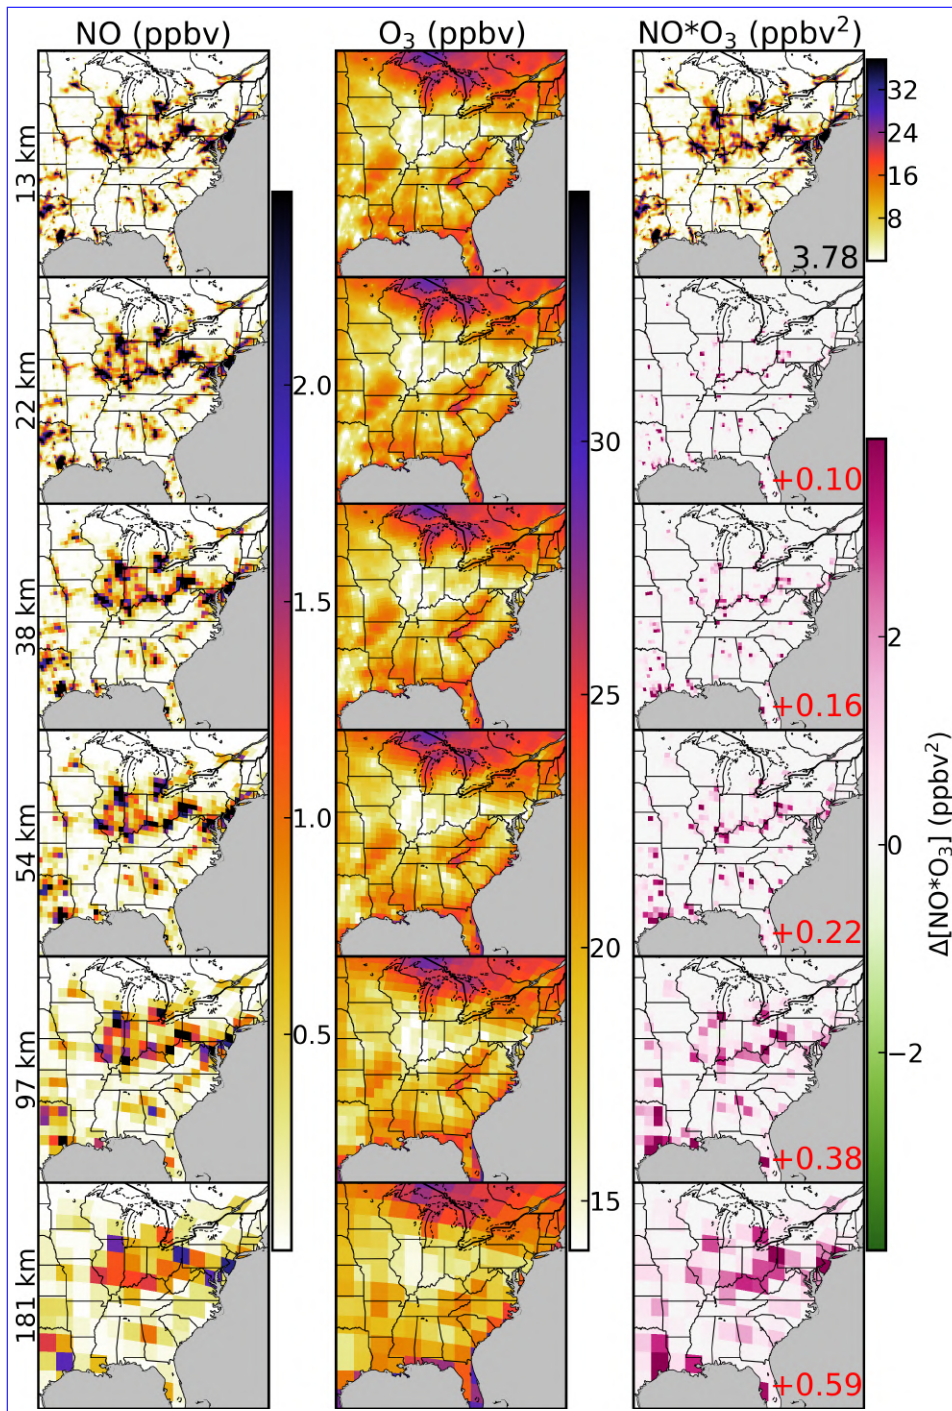 NO (ppbv) O₃ (ppbv) NO*O₃ (ppbv²)
13 km
32
24
16
8
3.78
22 km
2.0
30
+0.10
38 km
1.5
25
2
+0.16
54 km
1.0
20
0
Δ[NO*O₃] (ppbv²)
+0.22
97 km
0.5
15
−2
+0.38
181 km
+0.59